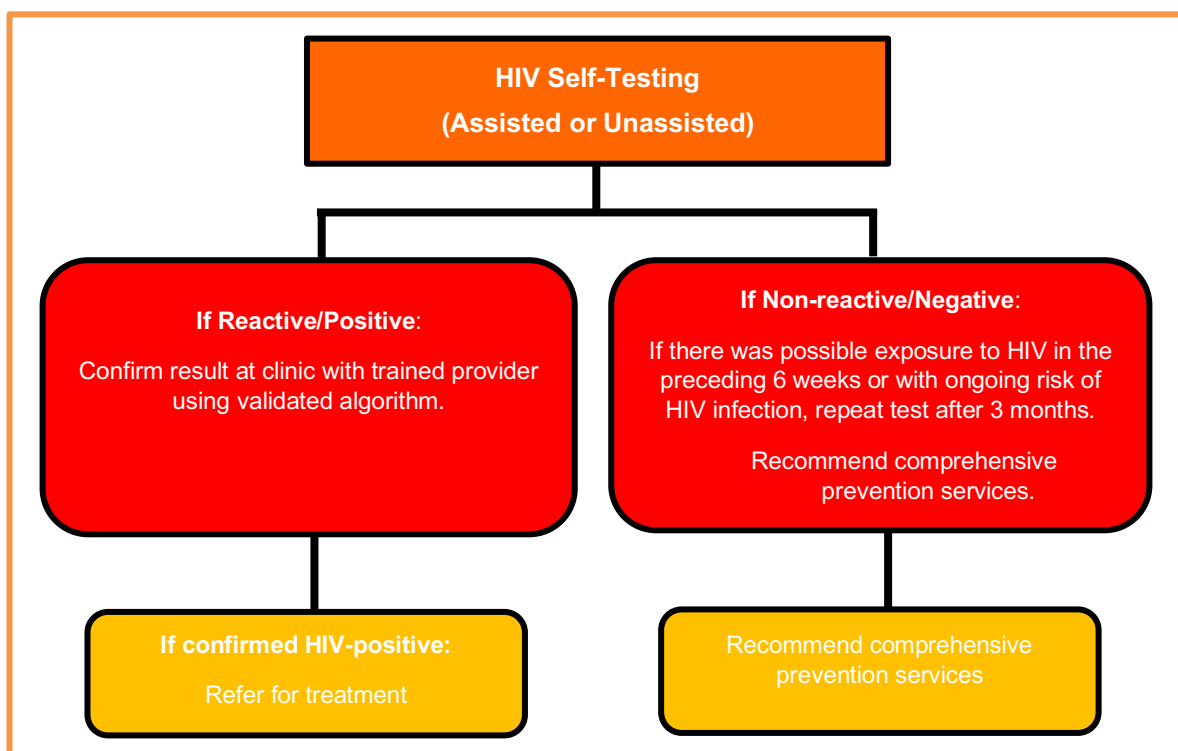 HIV Self-Testing
(Assisted or Unassisted)
If Reactive/Positive:
Confirm result at clinic with trained provider
using validated algorithm.
If Non-reactive/Negative:
If there was possible exposure to HIV in the
preceding 6 weeks or with ongoing risk of
HIV infection, repeat test after 3 months.
Recommend comprehensive
prevention services.
If confirmed HIV-positive:
Refer for treatment
Recommend comprehensive
prevention services